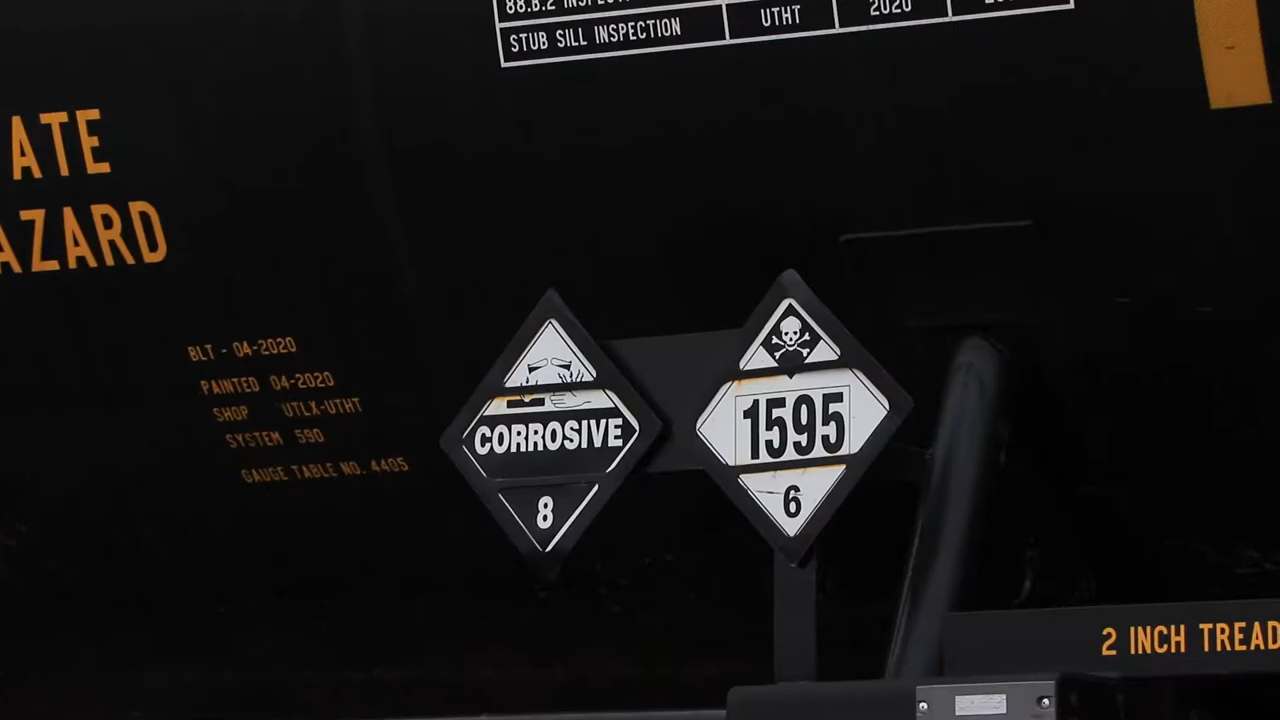 STUB SILL INSPECTION UTHT 2020
ATE
AZARD
BLT - 04-2020
PAINTED 04-2020
SHOP UTLX-UTHT
SYSTEM 590
GAUGE TABLE NO. 4405
CORROSIVE
8
1595
6
2 INCH TREAD